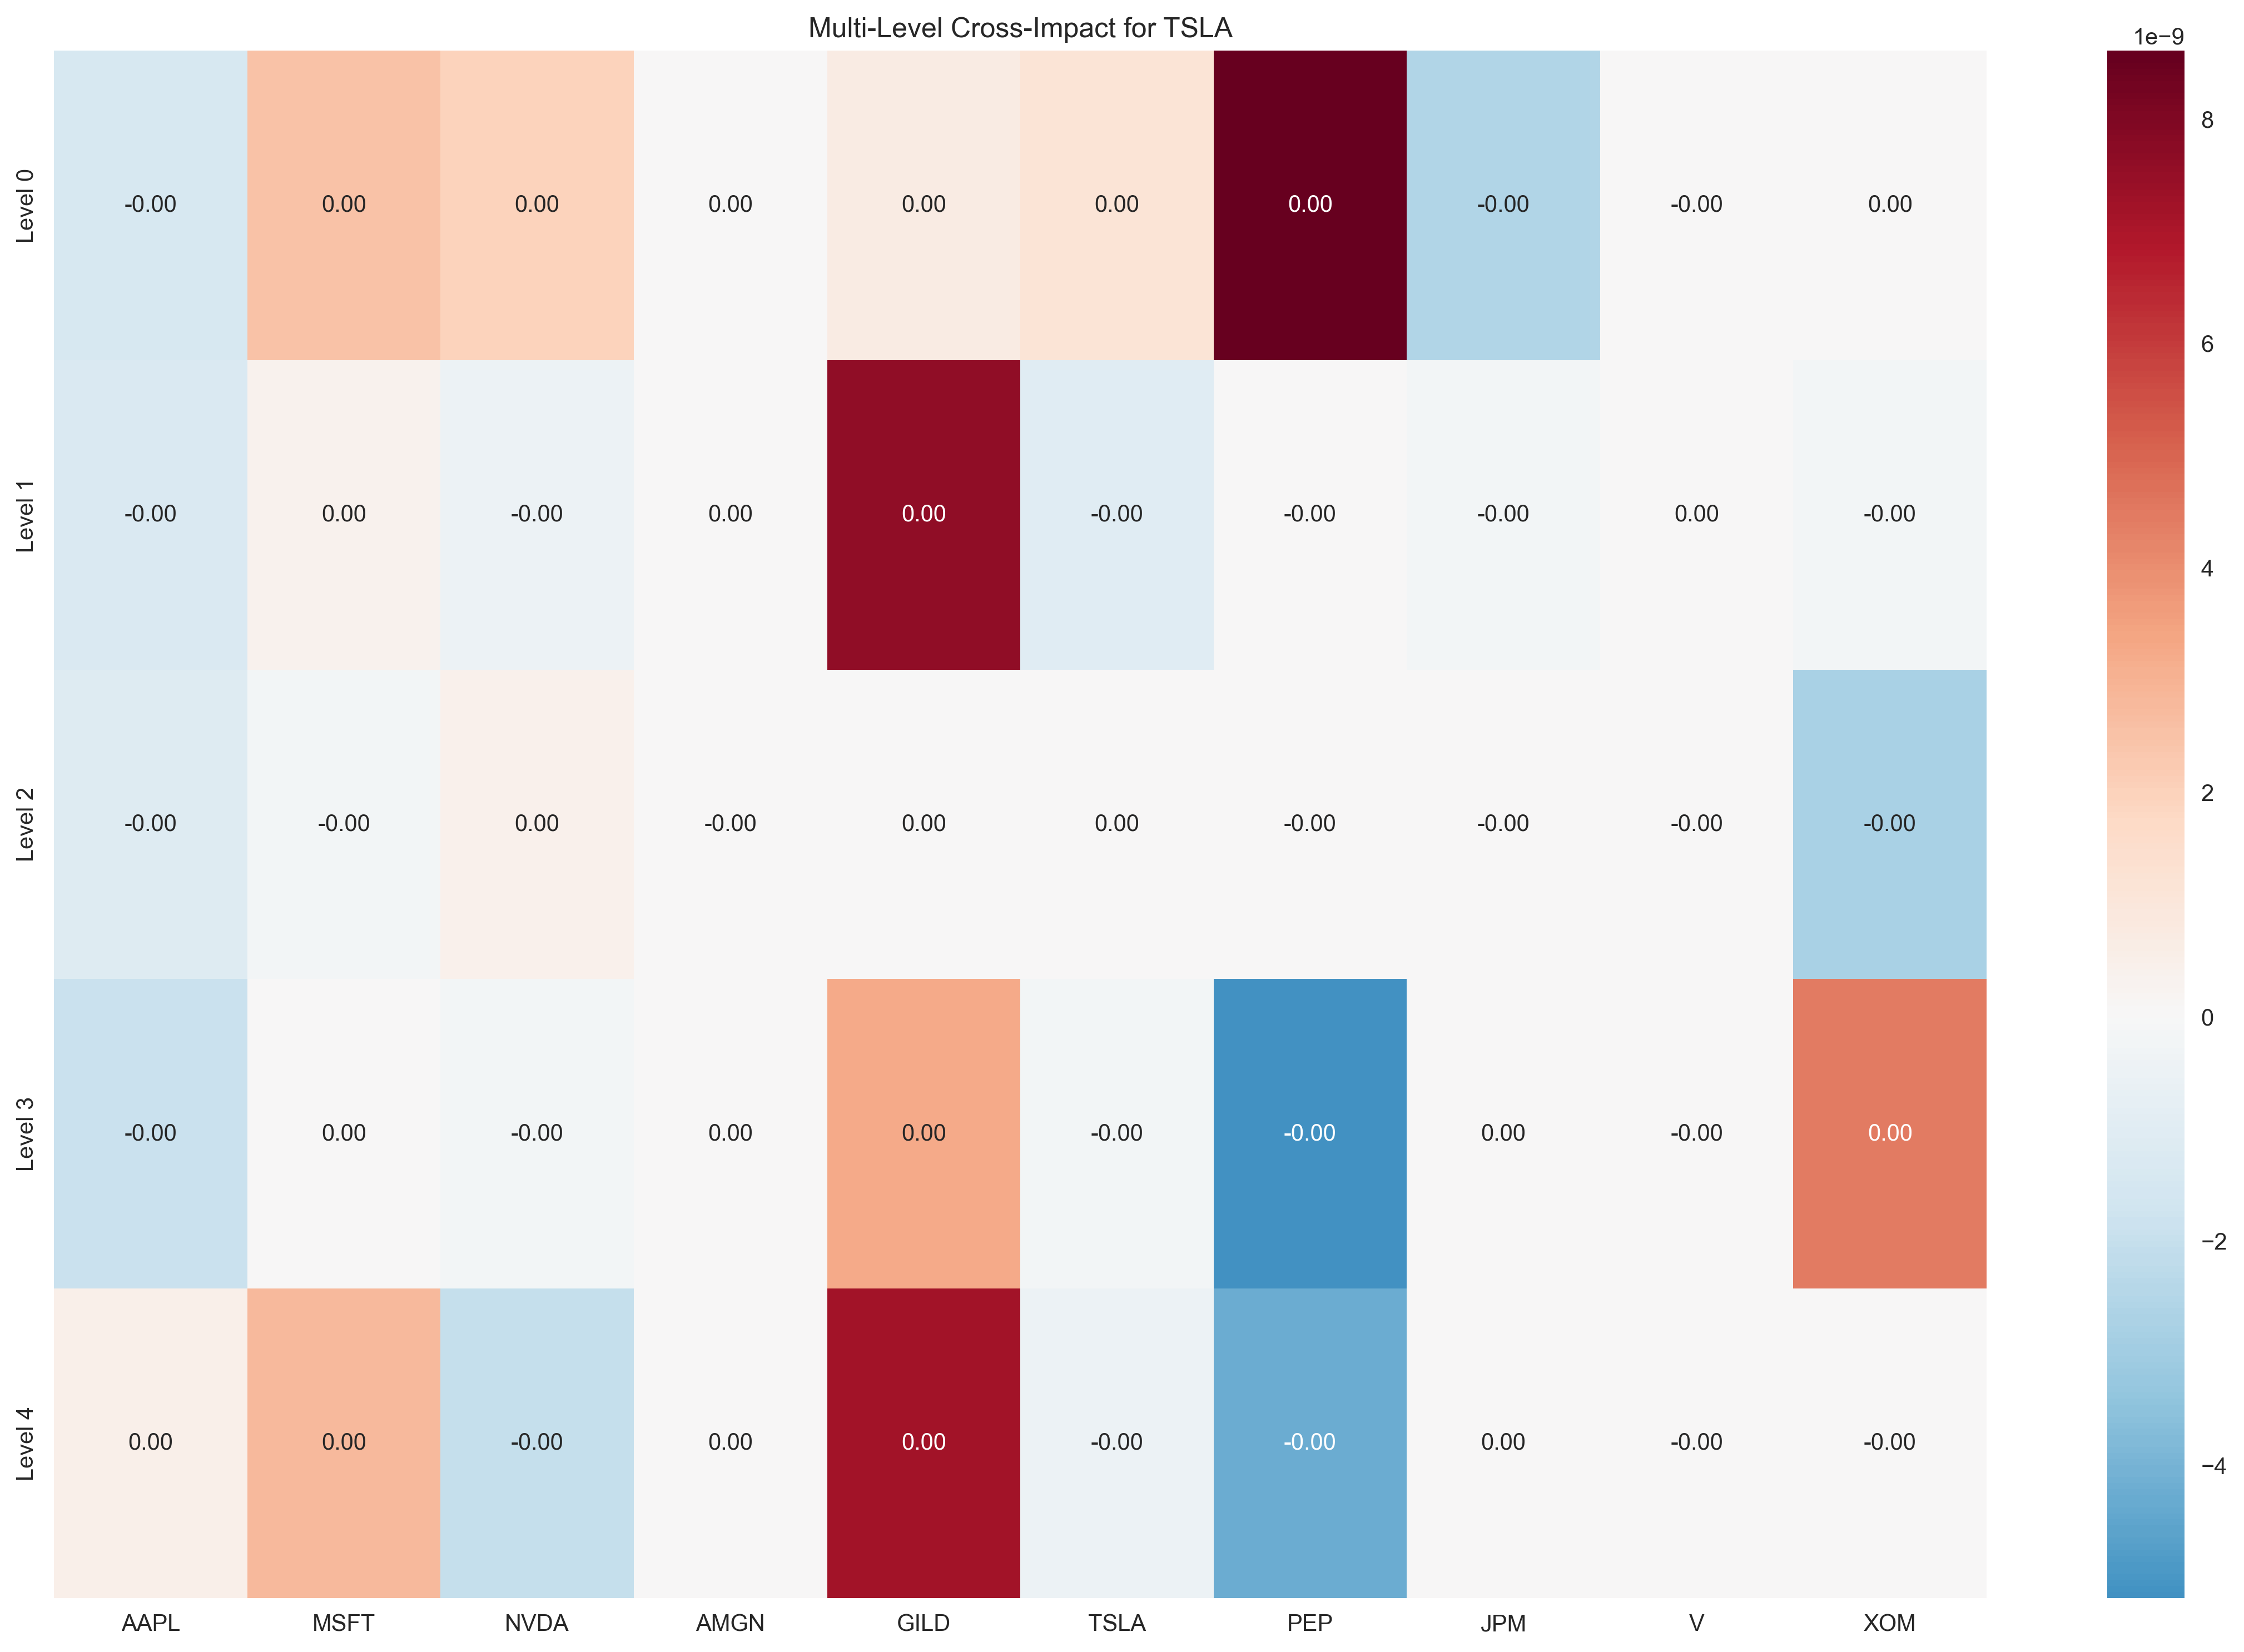 Multi-Level Cross-Impact for TSLA
1e−9
Level 0 -0.00 0.00 0.00 0.00 0.00 0.00 0.00 -0.00 -0.00 0.00
Level 1 -0.00 0.00 -0.00 0.00 0.00 -0.00 -0.00 -0.00 0.00 -0.00
Level 2 -0.00 -0.00 0.00 -0.00 0.00 0.00 -0.00 -0.00 -0.00 -0.00
Level 3 -0.00 0.00 -0.00 0.00 0.00 -0.00 -0.00 0.00 -0.00 0.00
Level 4 0.00 0.00 -0.00 0.00 0.00 -0.00 -0.00 0.00 -0.00 -0.00
AAPL MSFT NVDA AMGN GILD TSLA PEP JPM V XOM
8
6
4
2
0
−2
−4